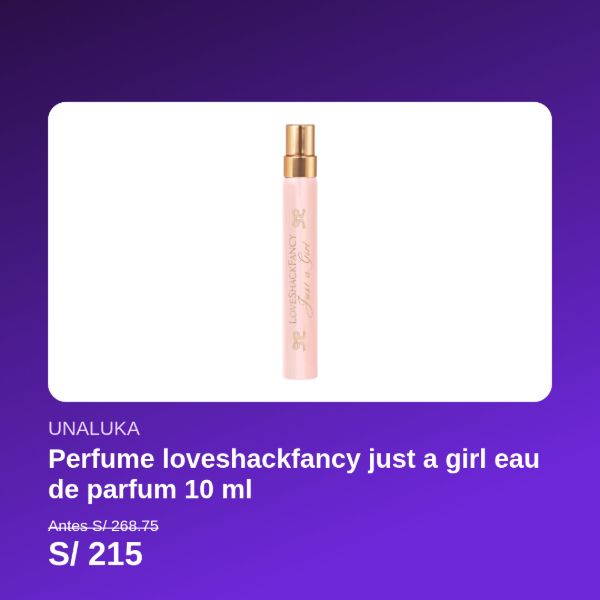 LOVESHACKFANCY
Just a Girl
UNALUKA
Perfume loveshackfancy just a girl eau
de parfum 10 ml
Antes S/ 268.75
S/ 215